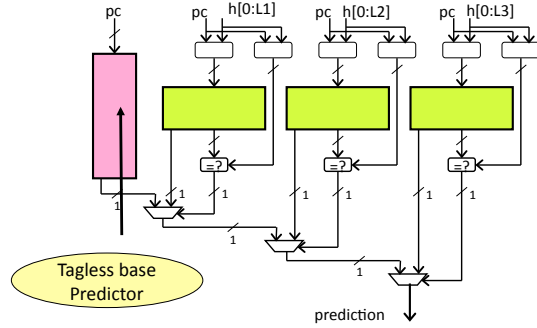 pc
pc
h[0:L1]
pc
h[0:L2]
pc
h[0:L3]
=?
=?
=?
1
1
1
1
1
1
1
1
1
Tagless base
Predictor
prediction